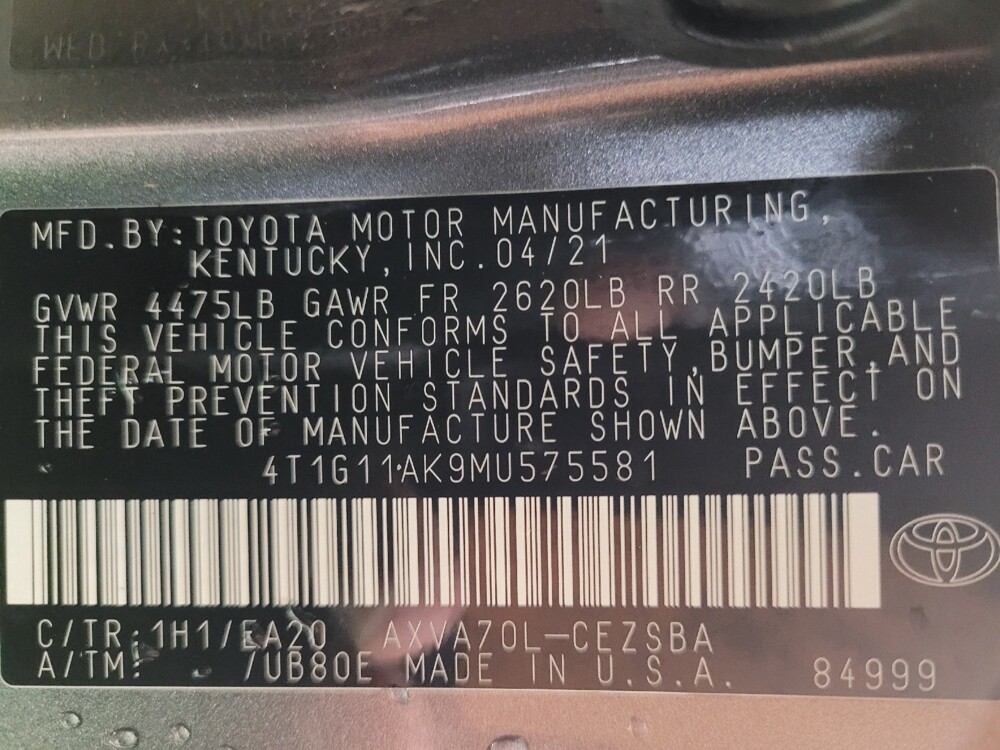 MFD.BY:TOYOTA MOTOR MANUFACTURING,
KENTUCKY,INC.04/21
GVWR 4475LB GAWR FR 2620LB RR 2420LB
THIS VEHICLE CONFORMS TO ALL APPLICABLE
FEDERAL MOTOR VEHICLE SAFETY,BUMPER,AND
THEFT PREVENTION STANDARDS IN EFFECT ON
THE DATE OF MANUFACTURE SHOWN ABOVE.
4T1G11AK9MU575581 PASS.CAR
C/TR:1H1/EA20 AXVA70L-CEZSBA
A/TM: /UB80E MADE IN U.S.A. 84999